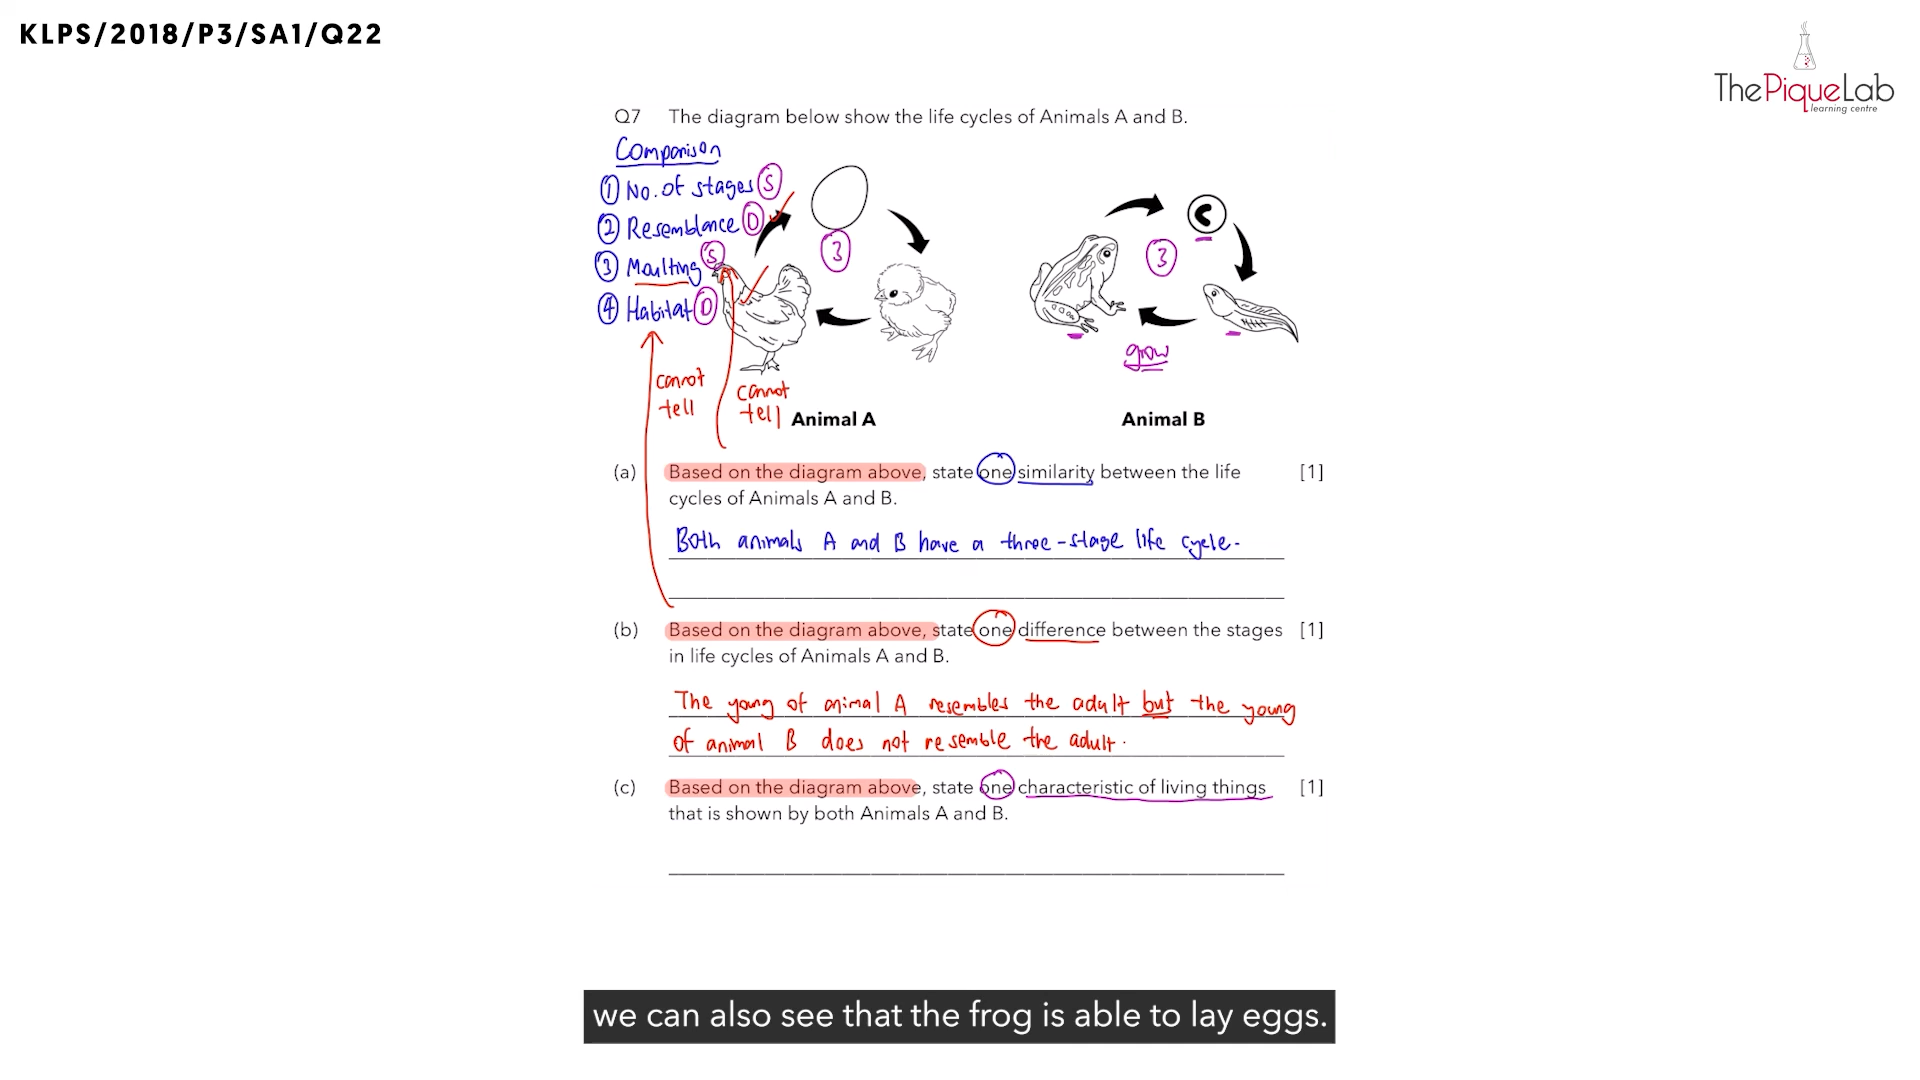 KLPS/2018/P3/SA1/Q22
ThePiqueLab
learning centre
Q7 The diagram below show the life cycles of Animals A and B.
Comparison
① No. of stages Ⓢ
② Resemblance Ⓓ
③ Moulting Ⓢ
④ Habitat Ⓓ
3
3
grow
cannot
tell
cannot
tell
Animal A
Animal B
(a) Based on the diagram above, state one similarity between the life [1]
cycles of Animals A and B.
Both animals A and B have a three-stage life cycle.
(b) Based on the diagram above, state one difference between the stages [1]
in life cycles of Animals A and B.
The young of animal A resembles the adult but the young
of animal B does not resemble the adult.
(c) Based on the diagram above, state one characteristic of living things [1]
that is shown by both Animals A and B.
we can also see that the frog is able to lay eggs.